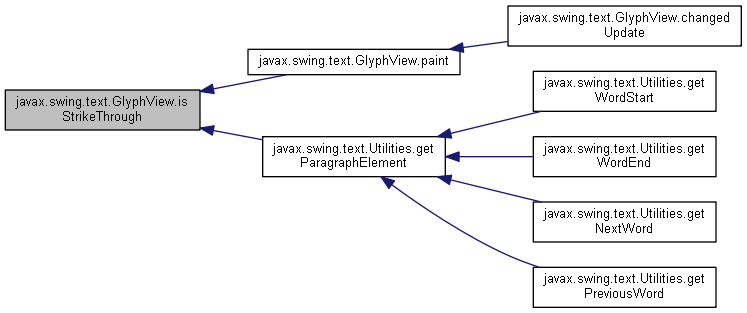 javax.swing.text.GlyphView.changed
Update
javax.swing.text.GlyphView.paint
javax.swing.text.GlyphView.is
StrikeThrough
javax.swing.text.Utilities.get
WordStart
javax.swing.text.Utilities.get
ParagraphElement
javax.swing.text.Utilities.get
WordEnd
javax.swing.text.Utilities.get
NextWord
javax.swing.text.Utilities.get
PreviousWord